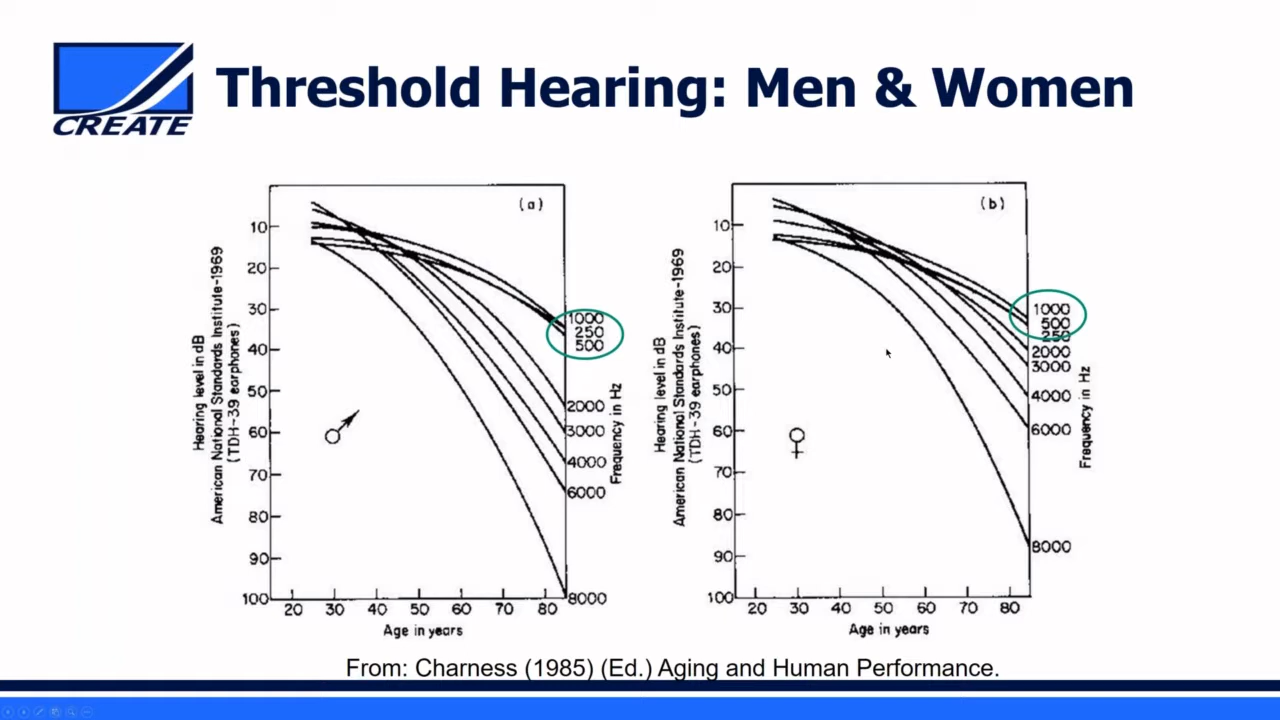 CREATE
Threshold Hearing: Men & Women
Hearing level in dB
American National Standards Institute-1969
(TDH-39 earphones)
(a)
10
20
30
40
50
60
70
80
90
100
20 30 40 50 60 70 80
Age in years
1000
250
500
2000
3000
4000
6000
8000
Frequency in Hz
Hearing level in dB
American National Standards Institute-1969
(TDH-39 earphones)
(b)
10
20
30
40
50
60
70
80
90
100
20 30 40 50 60 70 80
Age in years
1000
500
250
2000
3000
4000
6000
8000
Frequency in Hz
From: Charness (1985) (Ed.) Aging and Human Performance.